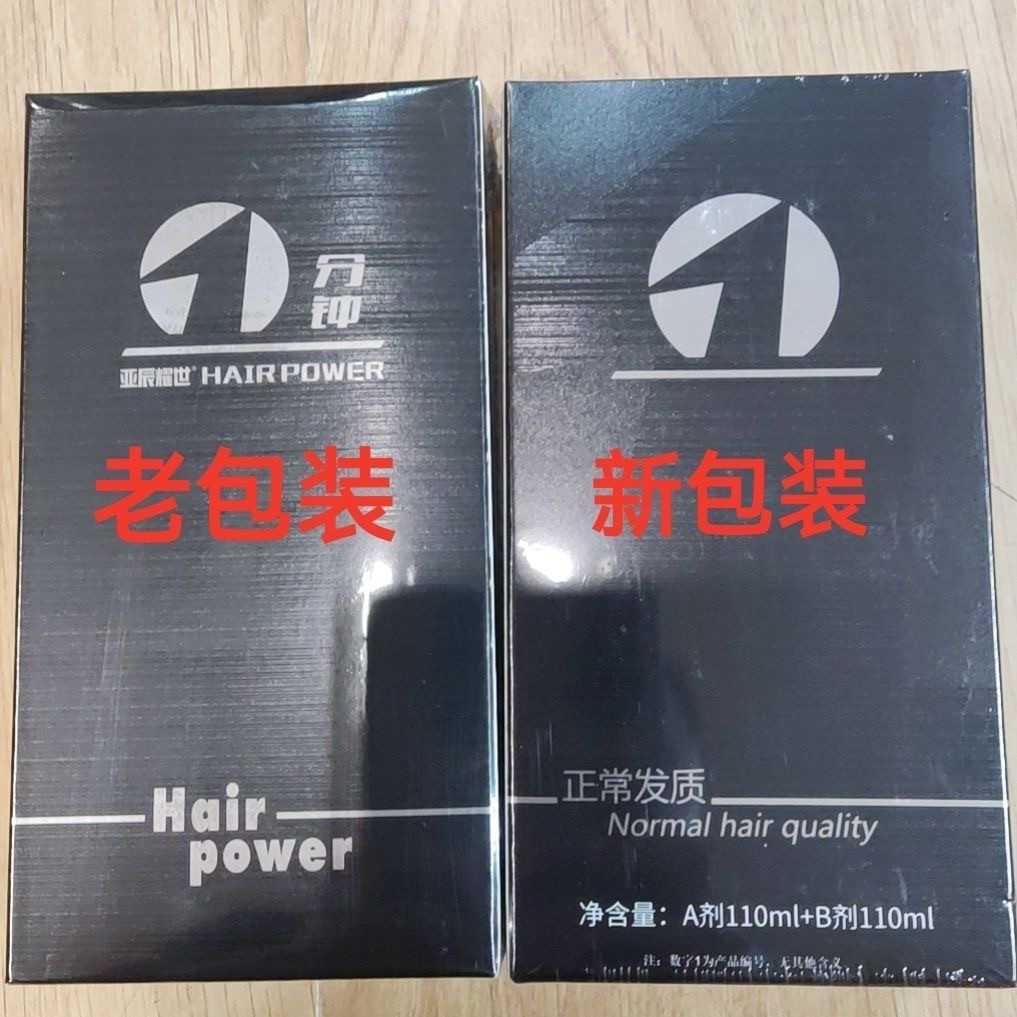 1
分
钟
亚辰耀世® HAIR POWER
老包装
Hair
power
1
新包装
正常发质
Normal hair quality
净含量：A剂110ml+B剂110ml
注：数字1为产品编号，无其他含义